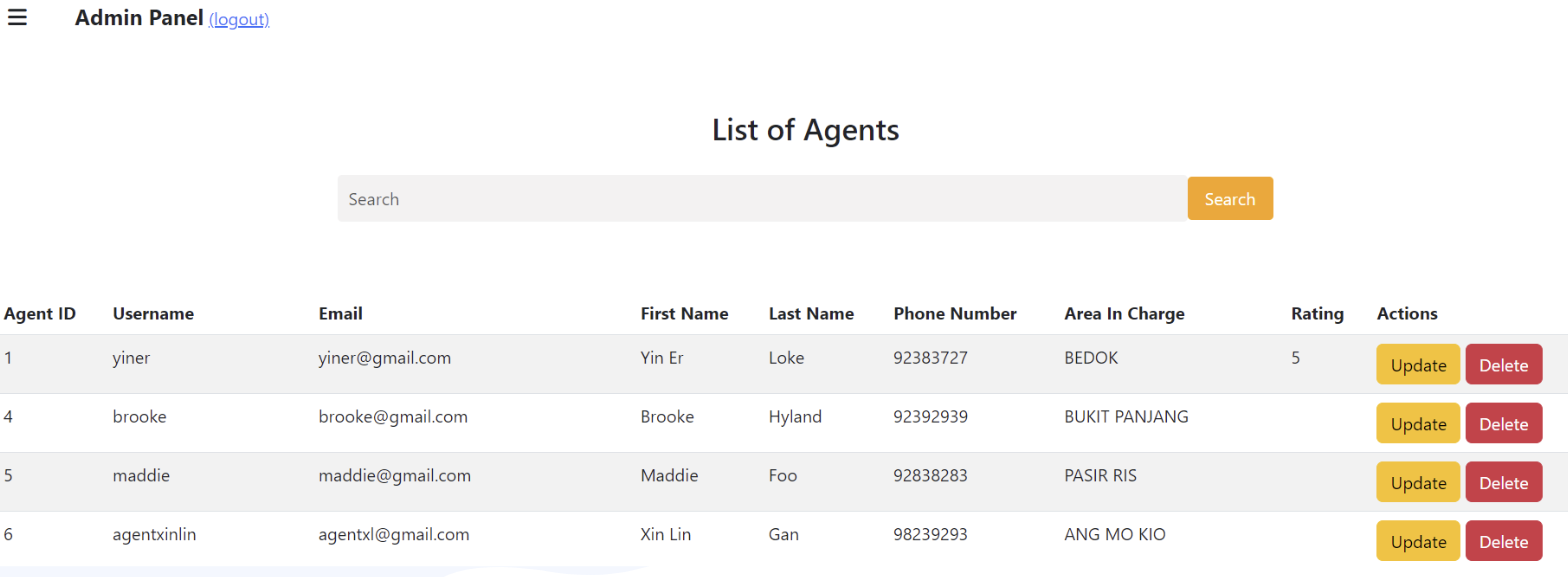 Admin Panel (logout)
List of Agents
Search Search
Agent ID Username Email First Name Last Name Phone Number Area In Charge Rating Actions
1 yiner yiner@gmail.com Yin Er Loke 92383727 BEDOK 5 Update Delete
4 brooke brooke@gmail.com Brooke Hyland 92392939 BUKIT PANJANG Update Delete
5 maddie maddie@gmail.com Maddie Foo 92838283 PASIR RIS Update Delete
6 agentxinlin agentxl@gmail.com Xin Lin Gan 98239293 ANG MO KIO Update Delete